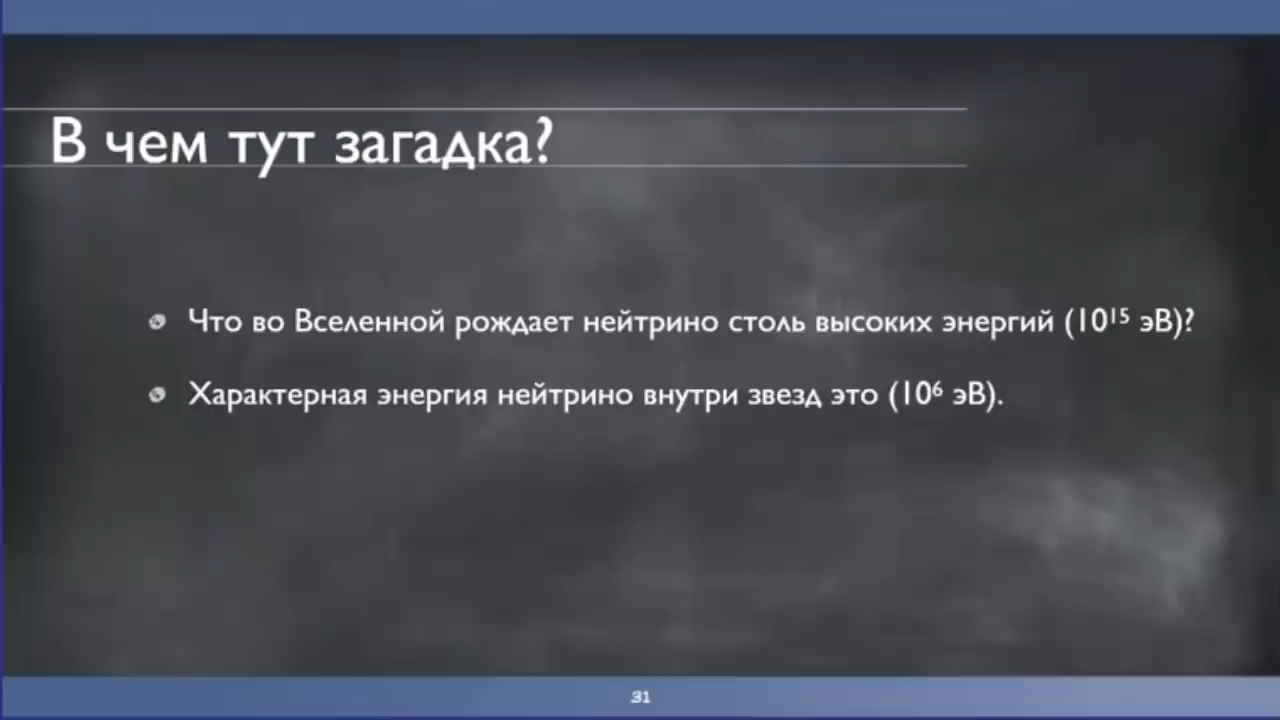 В чем тут загадка?
Что во Вселенной рождает нейтрино столь высоких энергий (10¹⁵ эВ)?
Характерная энергия нейтрино внутри звезд это (10⁶ эВ).
31